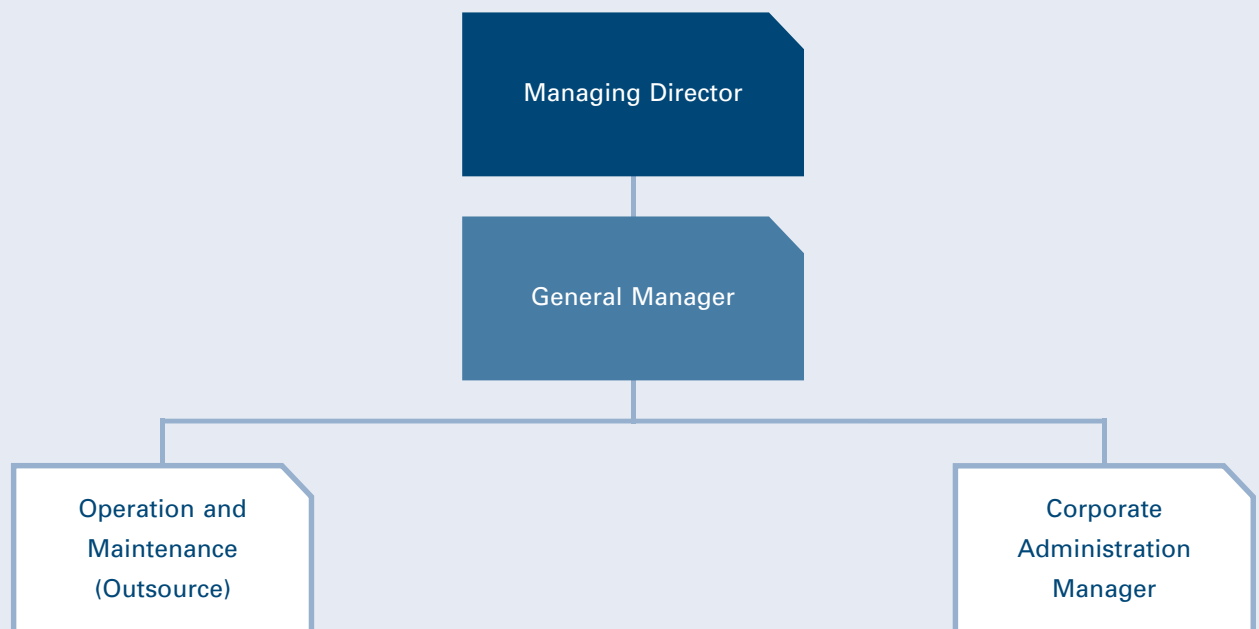 Managing Director
General Manager
Operation and
Maintenance
(Outsource)
Corporate
Administration
Manager